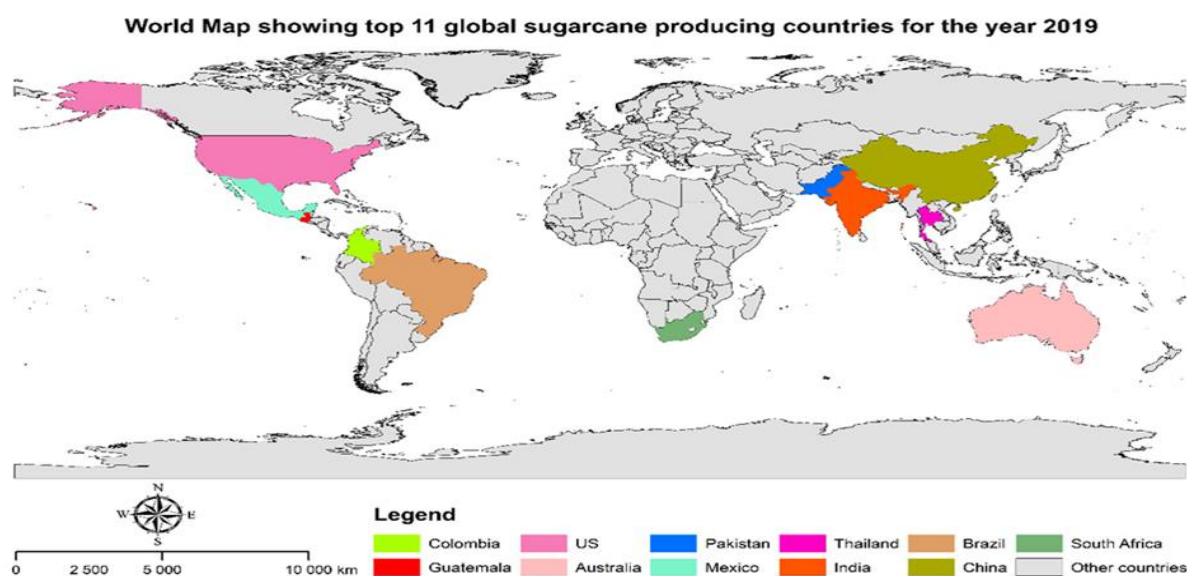 World Map showing top 11 global sugarcane producing countries for the year 2019
N
W E
S
0 2 500 5 000 10 000 km
Legend
Colombia US Pakistan Thailand Brazil South Africa
Guatemala Australia Mexico India China Other countries